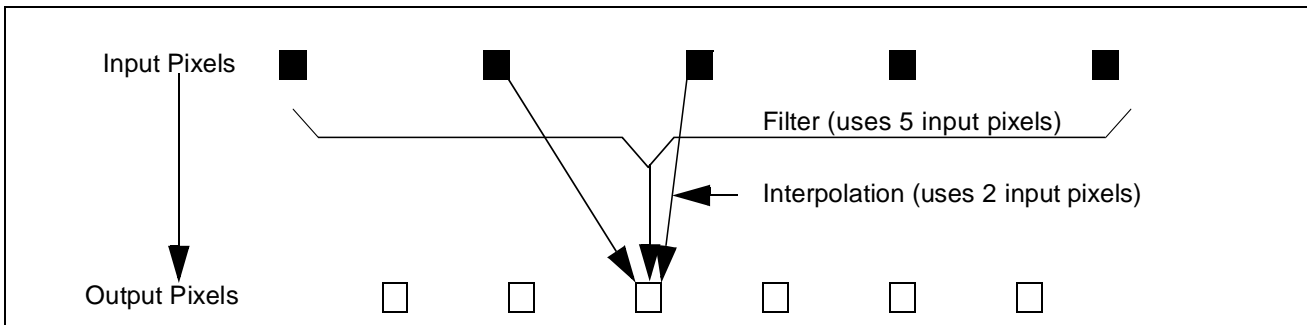 Input Pixels
Filter (uses 5 input pixels)
Interpolation (uses 2 input pixels)
Output Pixels